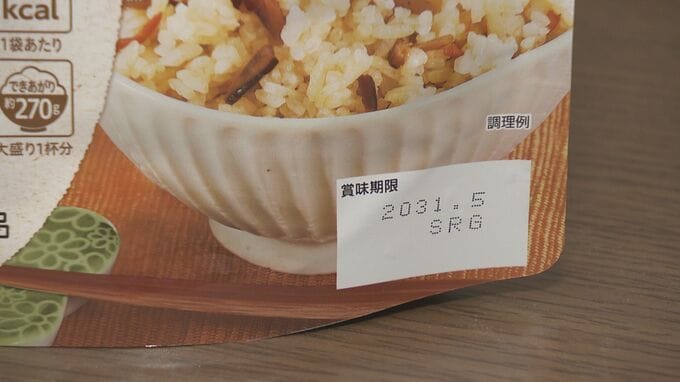 kcal
1袋あたり
できあがり
約270g
大盛り1杯分
品
調理例
賞味期限
2031.5
SRG